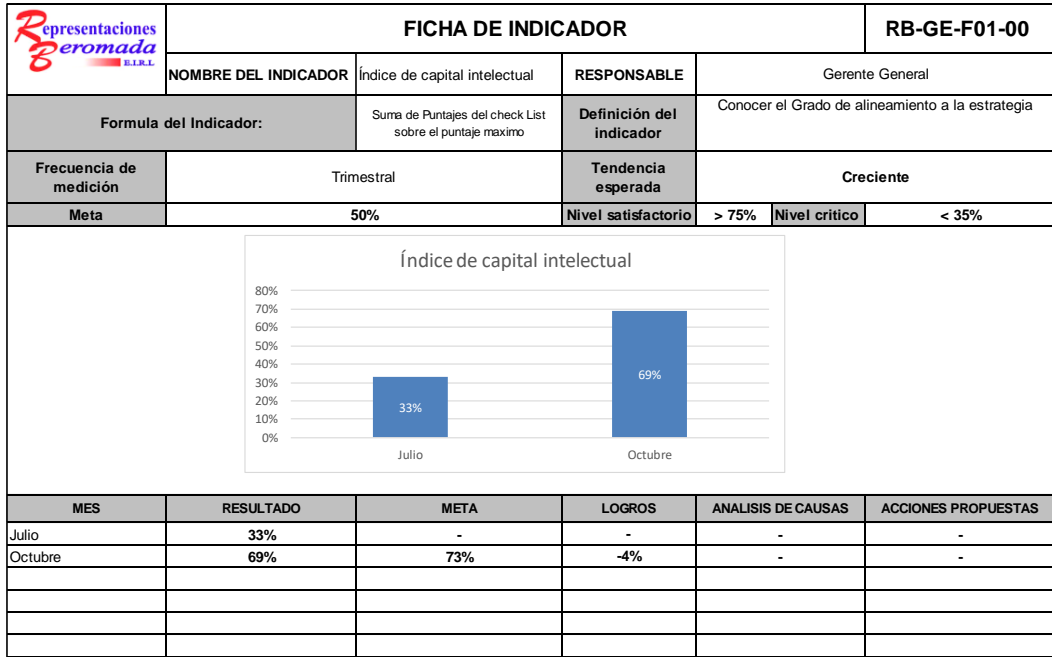 Representaciones
Beromada
E.I.R.L
FICHA DE INDICADOR
RB-GE-F01-00
NOMBRE DEL INDICADOR
Índice de capital intelectual
RESPONSABLE
Gerente General
Formula del Indicador:
Suma de Puntajes del check List
sobre el puntaje maximo
Definición del
indicador
Conocer el Grado de alineamiento a la estrategia
Frecuencia de
medición
Trimestral
Tendencia
esperada
Creciente
Meta
50%
Nivel satisfactorio
> 75%
Nivel critico
< 35%
Índice de capital intelectual
80%
70%
60%
50%
40%
30%
20%
10%
0%
33%
69%
Julio
Octubre
MES
RESULTADO
META
LOGROS
ANALISIS DE CAUSAS
ACCIONES PROPUESTAS
Julio
33%
-
-
-
-
Octubre
69%
73%
-4%
-
-